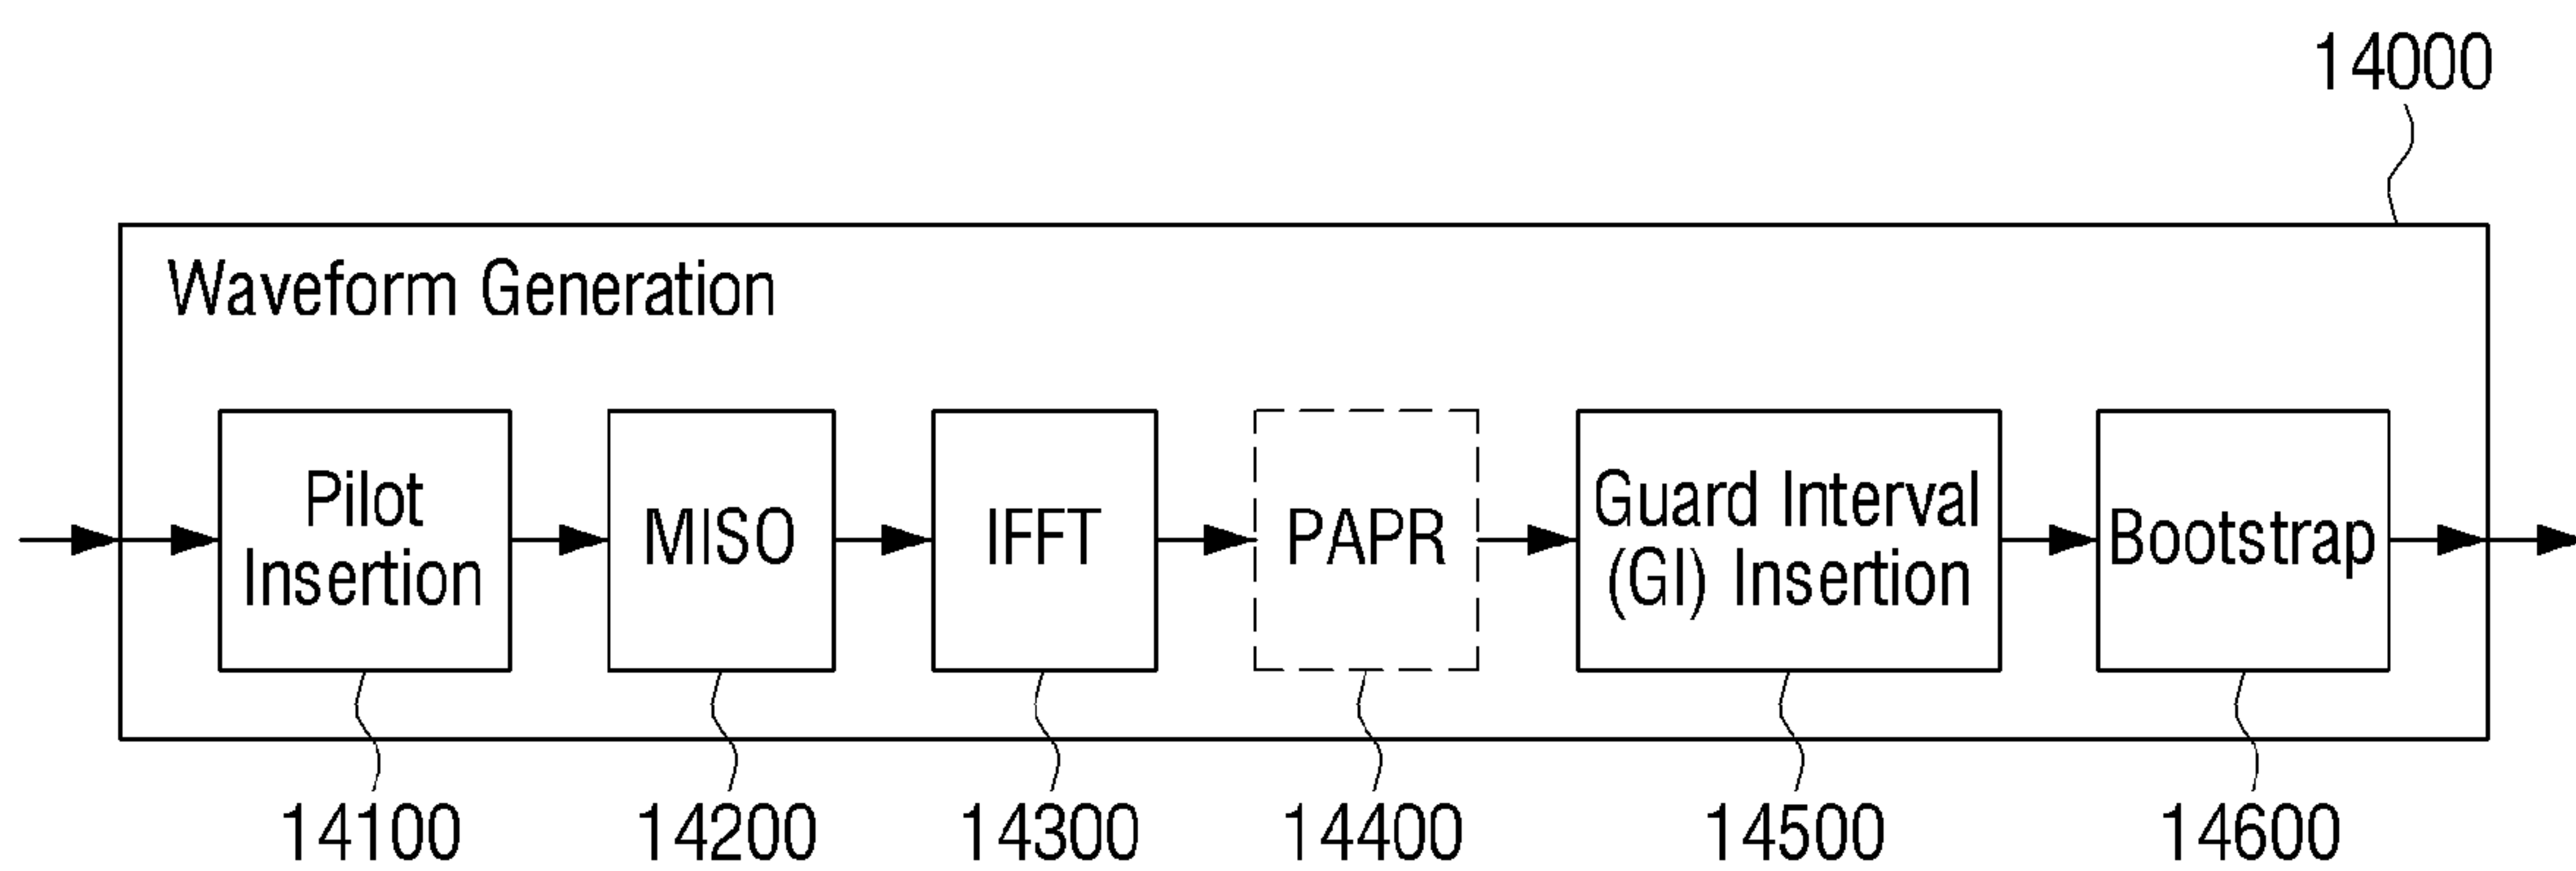 14000
Waveform Generation
Pilot
Insertion
MISO
IFFT
PAPR
Guard Interval
(GI) Insertion
Bootstrap
14100
14200
14300
14400
14500
14600